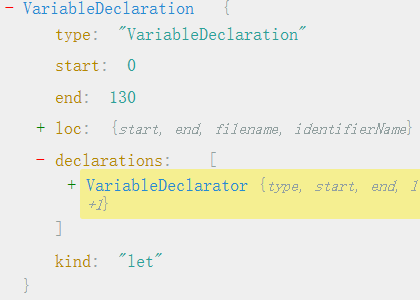 - VariableDeclaration {
type: "VariableDeclaration"
start: 0
end: 130
+ loc: {start, end, filename, identifierName}
- declarations: [
+ VariableDeclarator {type, start, end, l
+1}
]
kind: "let"
}